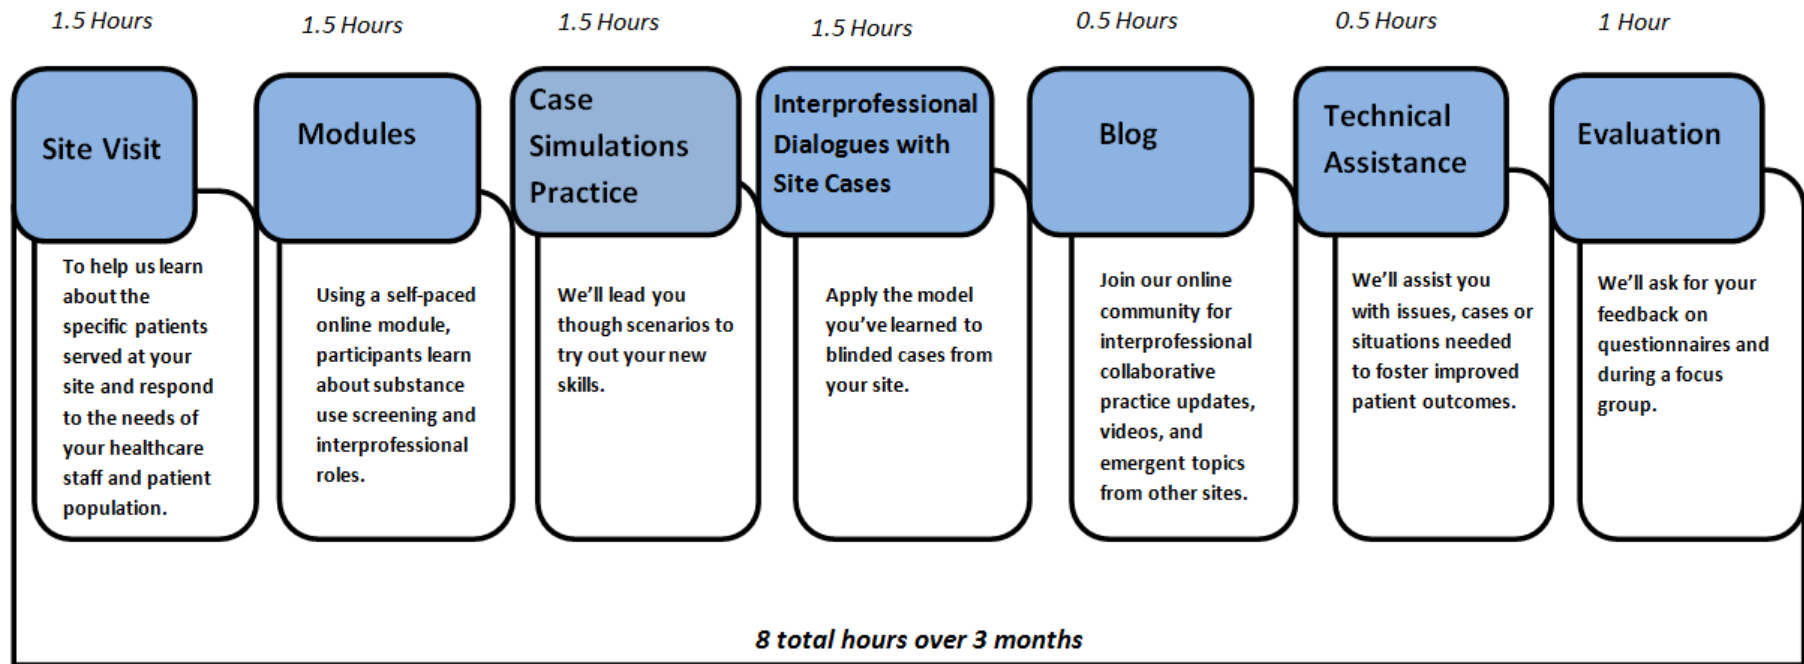 1.5 Hours
1.5 Hours
1.5 Hours
1.5 Hours
0.5 Hours
0.5 Hours
1 Hour
Site Visit
To help us learn
about the
specific patients
served at your
site and respond
to the needs of
your healthcare
staff and patient
population.
Modules
Using a self-paced
online module,
participants learn
about substance
use screening and
interprofessional
roles.
Case
Simulations
Practice
We'll lead you
though scenarios to
try out your new
skills.
Interprofessional
Dialogues with
Site Cases
Apply the model
you've learned to
blinded cases from
your site.
Blog
Join our online
community for
interprofessional
collaborative
practice updates,
videos, and
emergent topics
from other sites.
Technical
Assistance
We'll assist you
with issues, cases or
situations needed
to foster improved
patient outcomes.
Evaluation
We'll ask for your
feedback on
questionnaires and
during a focus
group.
8 total hours over 3 months